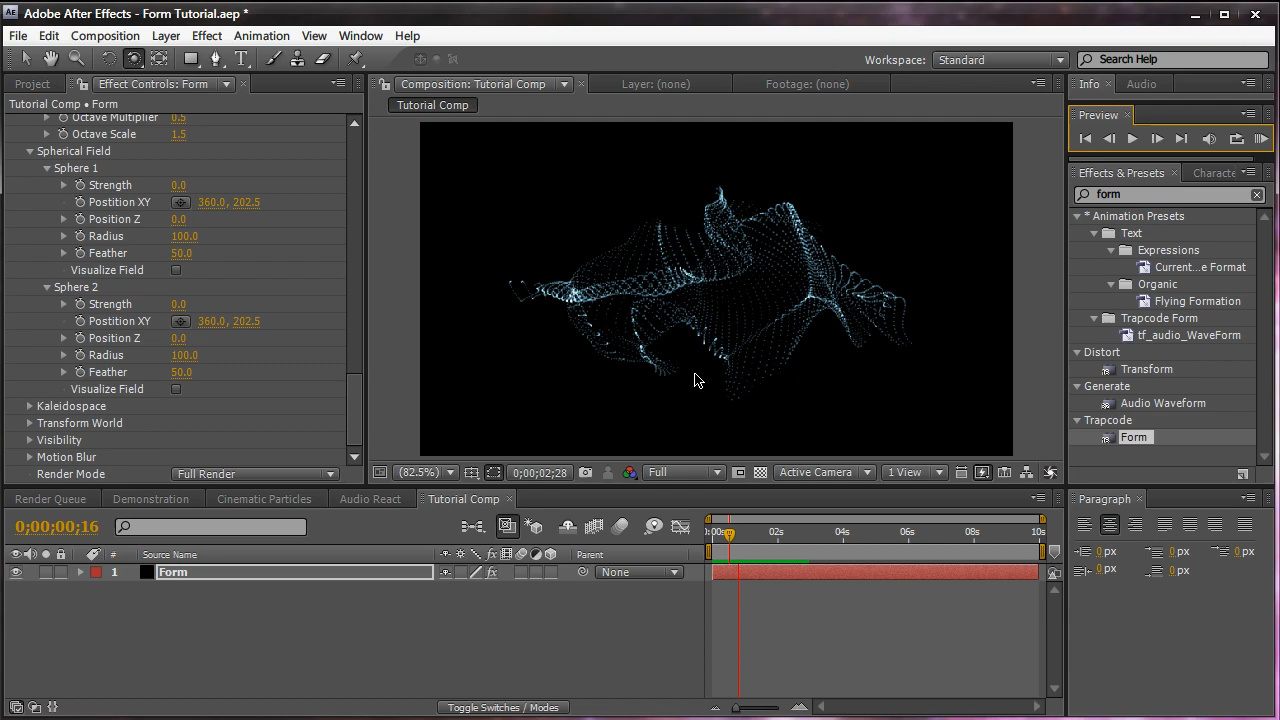 Adobe After Effects - Form Tutorial.aep *
File Edit Composition Layer Effect Animation View Window Help
Workspace: Standard Search Help
Project Effect Controls: Form Composition: Tutorial Comp Layer: (none) Footage: (none) Info Audio
Tutorial Comp • Form
Tutorial Comp
Octave Multiplier 0.5
Octave Scale 1.5
Spherical Field
Sphere 1
Strength 0.0
Position XY 360.0, 202.5
Position Z 0.0
Radius 100.0
Feather 50.0
Visualize Field
Sphere 2
Strength 0.0
Postition XY 360.0, 202.5
Position Z 0.0
Radius 100.0
Feather 50.0
Visualize Field
Kaleidospace
Transform World
Visibility
Motion Blur
Render Mode Full Render
(82.5%) 0;00;02;28 Full Active Camera 1 View
Preview
Effects & Presets Characte
form
* Animation Presets
Text
Expressions
Current...e Format
Organic
Flying Formation
Trapcode Form
tf_audio_WaveForm
Distort
Transform
Generate
Audio Waveform
Trapcode
Form
Render Queue Demonstration Cinematic Particles Audio React Tutorial Comp
0;00;00;16
02s 04s 06s 08s 10s
# Source Name Parent
1 Form None
Toggle Switches / Modes
Paragraph
0 px 0 px 0 px
0 px 0 px